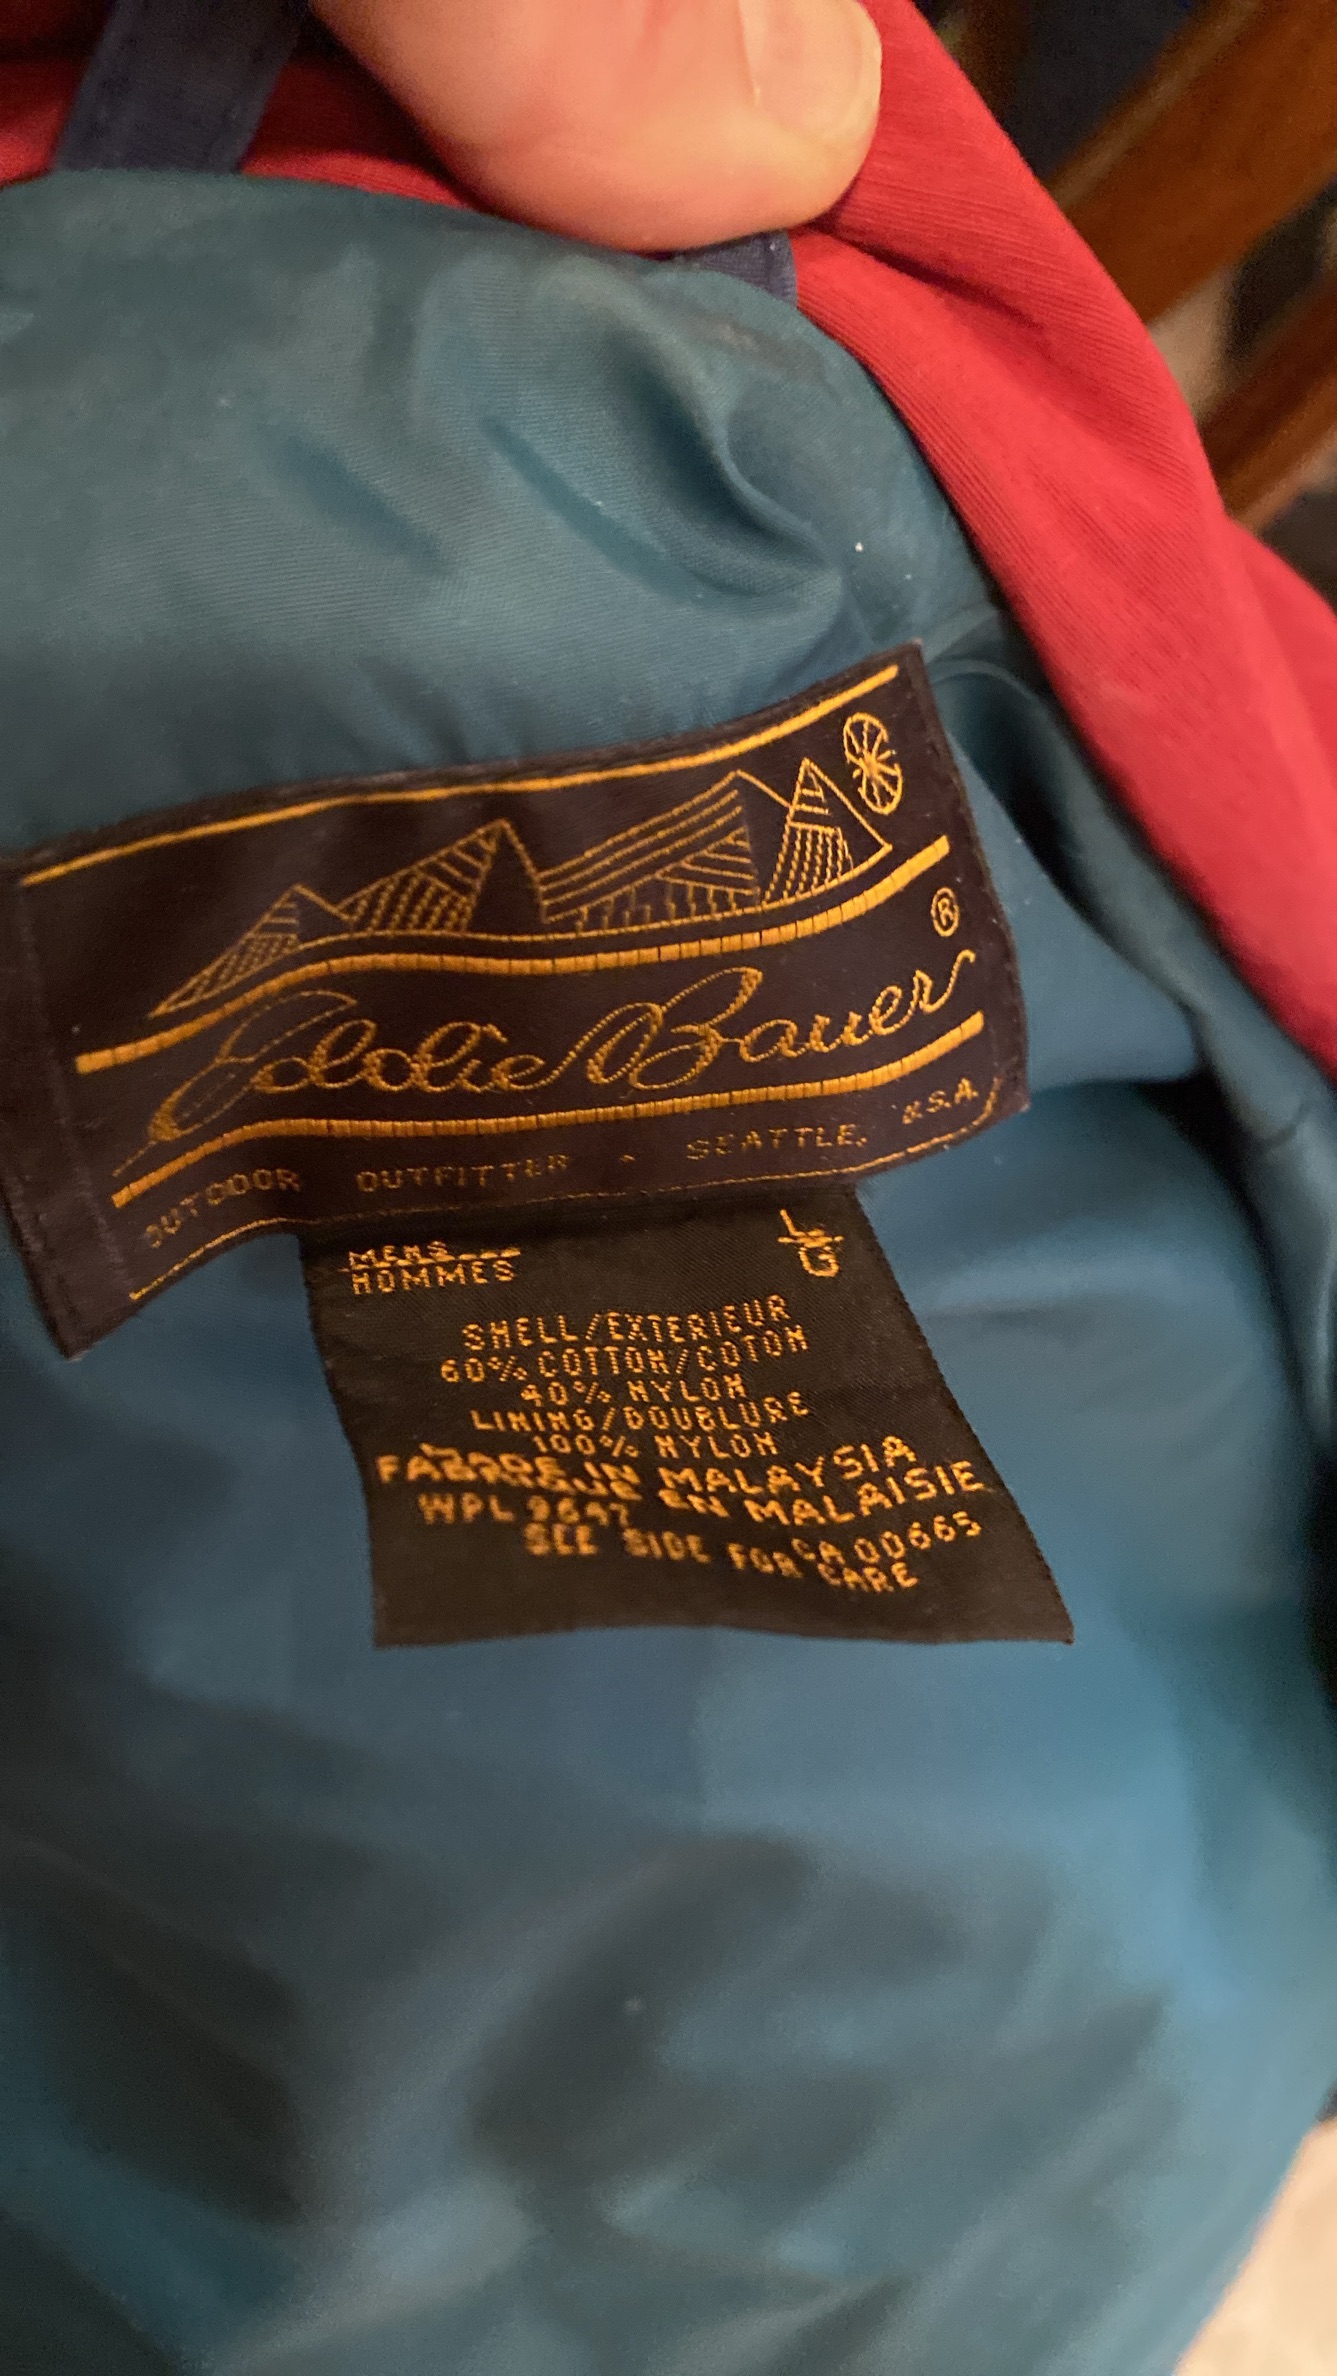 Eddie Bauer ®
OUTDOOR OUTFITTER - SEATTLE, U.S.A.
MENS
HOMMES
L
G
SHELL/EXTERIEUR
60% COTTON/COTON
40% NYLON
LINING/DOUBLURE
100% NYLON
MADE IN MALAYSIA
FABRIQUE EN MALAISIE
WPL 9647
CA 00665
SEE SIDE FOR CARE